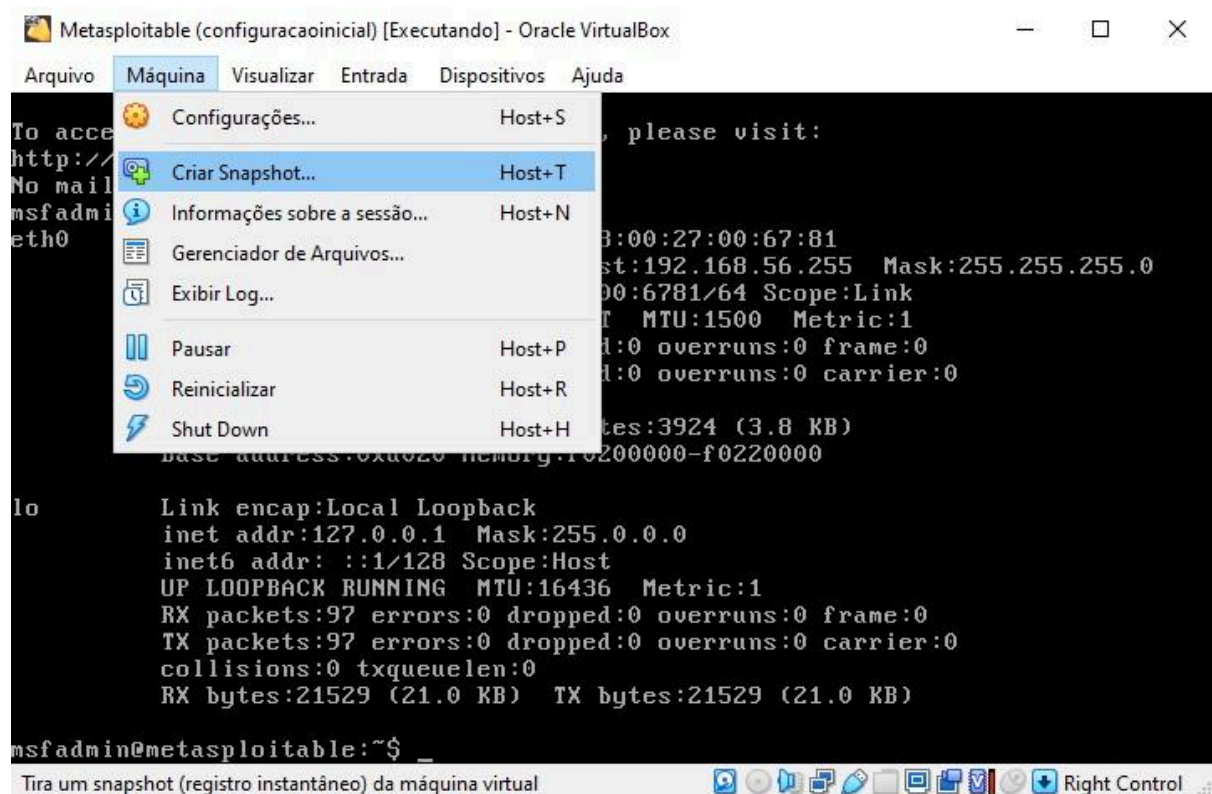 Metasploitable (configuracaoinicial) [Executando] - Oracle VirtualBox
Arquivo Máquina Visualizar Entrada Dispositivos Ajuda
Configurações... Host+S
Criar Snapshot... Host+T
Informações sobre a sessão... Host+N
Gerenciador de Arquivos...
Exibir Log...
Pausar Host+P
Reinicializar Host+R
Shut Down Host+H
To acce , please visit:
http://
No mail
msfadmi
eth0 :00:27:00:67:81
st:192.168.56.255 Mask:255.255.255.0
00:6781/64 Scope:Link
MTU:1500 Metric:1
:0 overruns:0 frame:0
:0 overruns:0 carrier:0
tes:3924 (3.8 KB)
Base address:0xd020 Memory:f0200000-f0220000
lo Link encap:Local Loopback
inet addr:127.0.0.1 Mask:255.0.0.0
inet6 addr: ::1/128 Scope:Host
UP LOOPBACK RUNNING MTU:16436 Metric:1
RX packets:97 errors:0 dropped:0 overruns:0 frame:0
TX packets:97 errors:0 dropped:0 overruns:0 carrier:0
collisions:0 txqueuelen:0
RX bytes:21529 (21.0 KB) TX bytes:21529 (21.0 KB)
msfadmin@metasploitable:~$ _
Tira um snapshot (registro instantâneo) da máquina virtual
Right Control